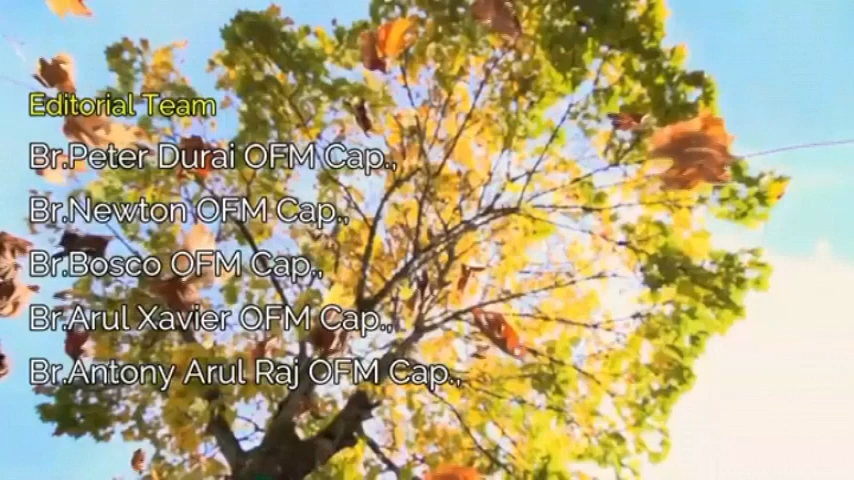 Editorial Team
Br.Peter Durai OFM Cap.,
Br.Newton OFM Cap.,
Br.Bosco OFM Cap.,
Br.Arul Xavier OFM Cap.,
Br.Antony Arul Raj OFM Cap.,